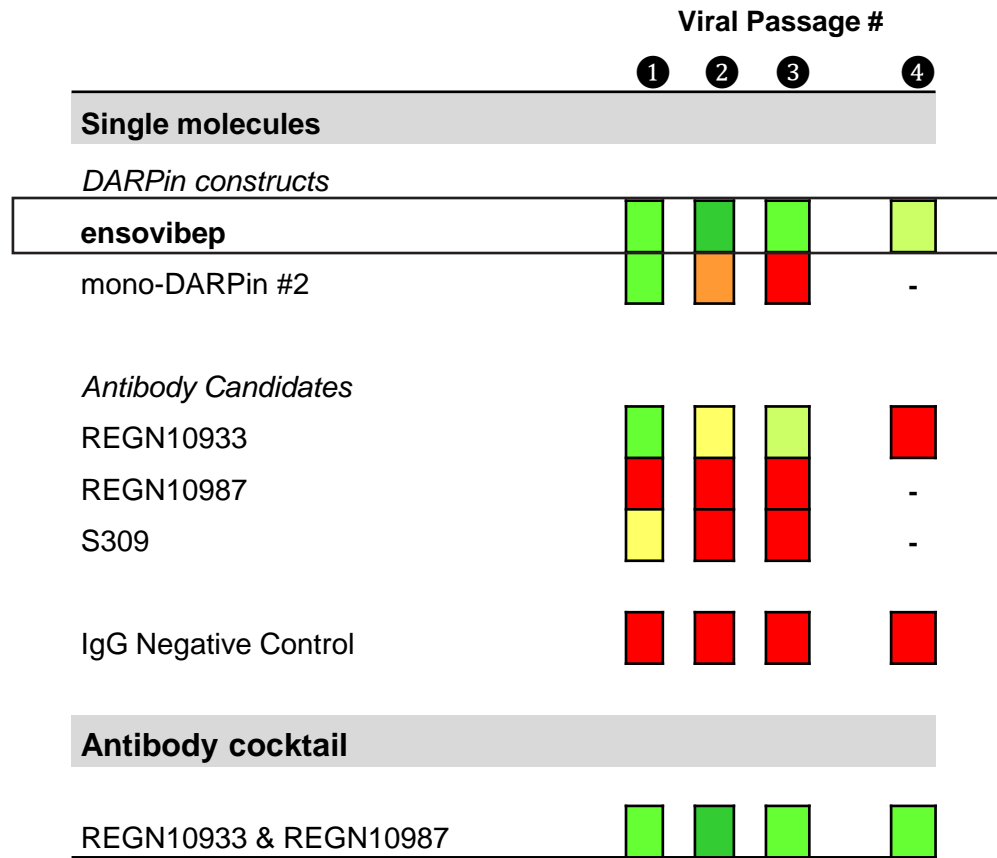 Viral Passage #
❶ ❷ ❸ ❹
Single molecules
DARPin constructs
ensovibep
mono-DARPin #2 -
Antibody Candidates
REGN10933
REGN10987 -
S309 -
IgG Negative Control
Antibody cocktail
REGN10933 & REGN10987